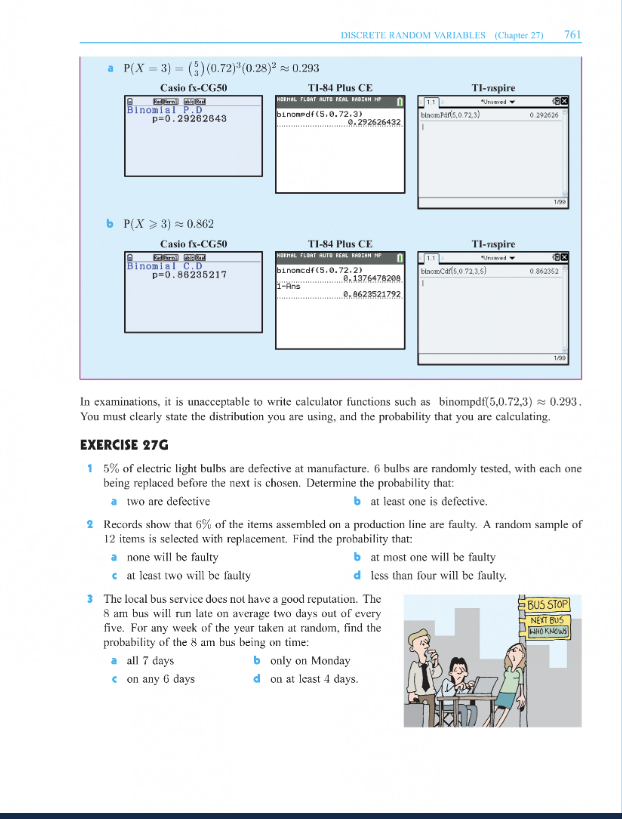 DISCRETE RANDOM VARIABLES (Chapter 27) 761
a P(X = 3) = (5 3)(0.72)³(0.28)² ≈ 0.293
Casio fx-CG50 TI-84 Plus CE TI-nspire
Rad Norm1 d/c Real
Binomial P.D
p=0.29262643
NORMAL FLOAT AUTO REAL RADIAN MP
binompdf(5,0.72,3)
0.292626432
1.1 *Unsaved
binomPdf(5,0.72,3) 0.292626
1/99
b P(X ⩾ 3) ≈ 0.862
Casio fx-CG50 TI-84 Plus CE TI-nspire
Rad Norm1 d/c Real
Binomial C.D
p=0.86235217
NORMAL FLOAT AUTO REAL RADIAN MP
binomcdf(5,0.72,2)
0.1376478208
1-Ans
0.8623521792
1.1 *Unsaved
binomCdf(5,0.72,3,5) 0.862352
1/99
In examinations, it is unacceptable to write calculator functions such as binompdf(5,0.72,3) ≈ 0.293.
You must clearly state the distribution you are using, and the probability that you are calculating.
EXERCISE 27G
1 5% of electric light bulbs are defective at manufacture. 6 bulbs are randomly tested, with each one
being replaced before the next is chosen. Determine the probability that:
a two are defective b at least one is defective.
2 Records show that 6% of the items assembled on a production line are faulty. A random sample of
12 items is selected with replacement. Find the probability that:
a none will be faulty b at most one will be faulty
c at least two will be faulty d less than four will be faulty.
3 The local bus service does not have a good reputation. The
8 am bus will run late on average two days out of every
five. For any week of the year taken at random, find the
probability of the 8 am bus being on time:
a all 7 days b only on Monday
c on any 6 days d on at least 4 days.
BUS STOP
NEXT BUS
WHO KNOWS